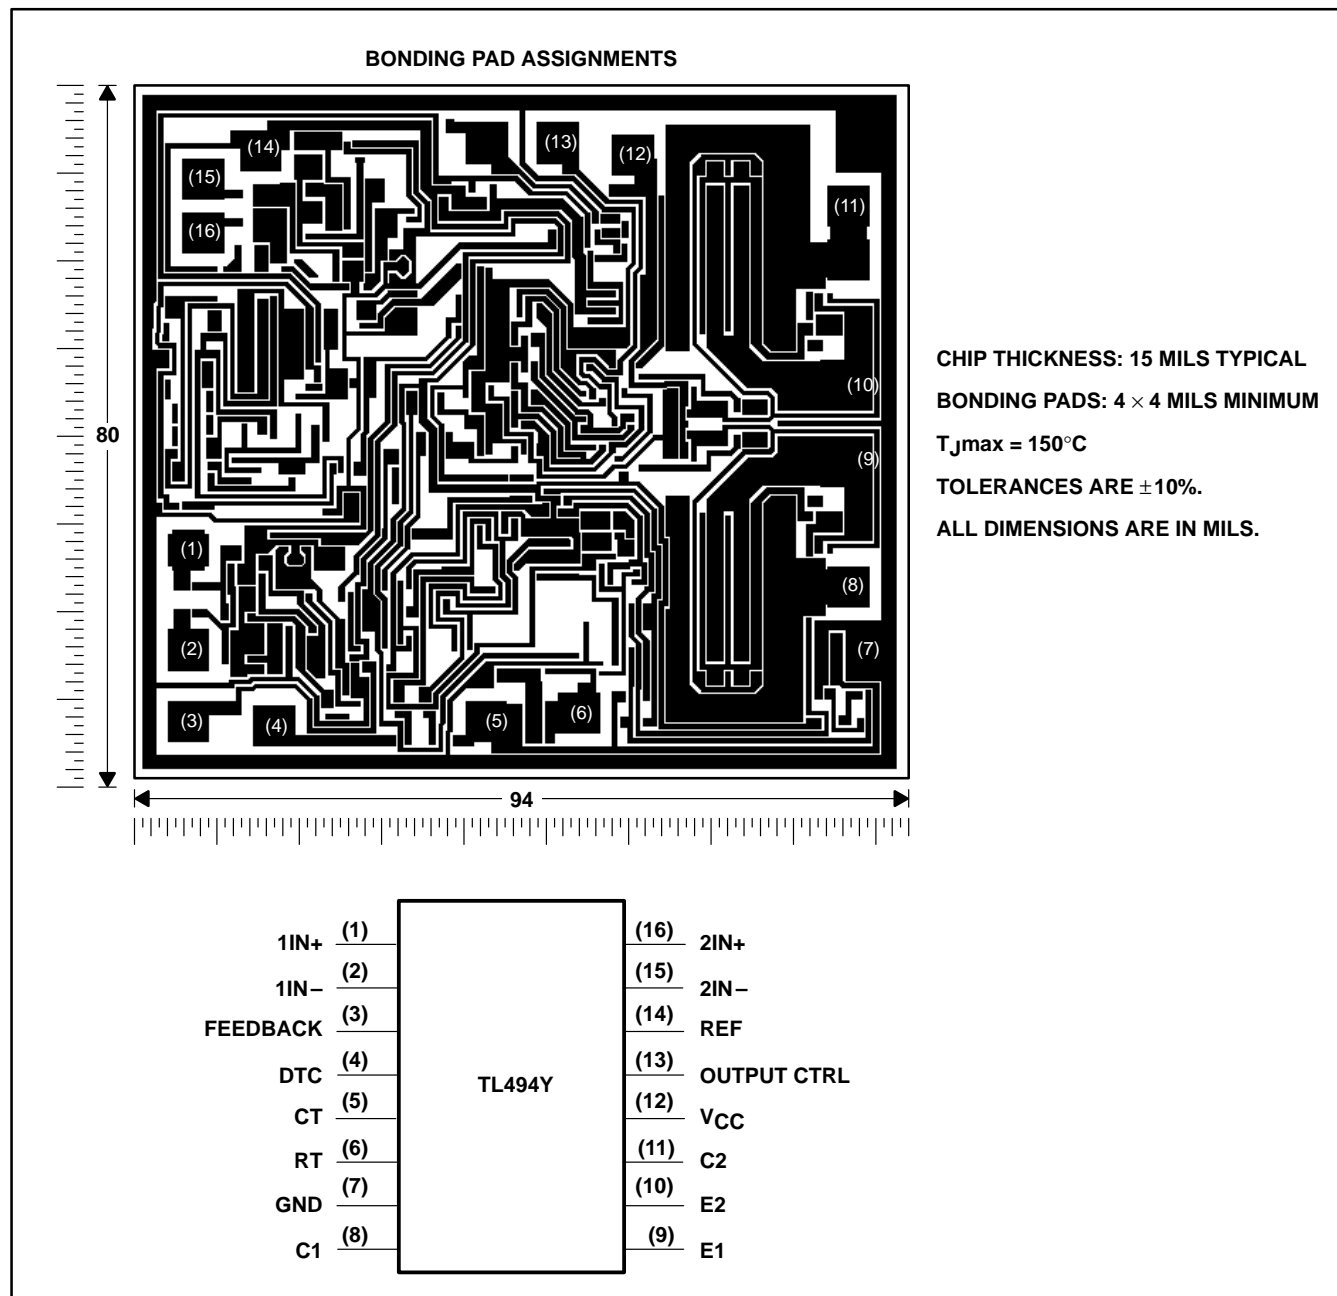 BONDING PAD ASSIGNMENTS
(14)
(13)
(12)
(15)
(16)
(11)
(10)
(9)
(1)
(8)
(2)
(7)
(3)
(4)
(5)
(6)
80
94
CHIP THICKNESS: 15 MILS TYPICAL
BONDING PADS: 4 × 4 MILS MINIMUM
TJmax = 150°C
TOLERANCES ARE ±10%.
ALL DIMENSIONS ARE IN MILS.
1IN+ (1)
1IN− (2)
FEEDBACK (3)
DTC (4)
CT (5)
RT (6)
GND (7)
C1 (8)
TL494Y
(16) 2IN+
(15) 2IN−
(14) REF
(13) OUTPUT CTRL
(12) VCC
(11) C2
(10) E2
(9) E1